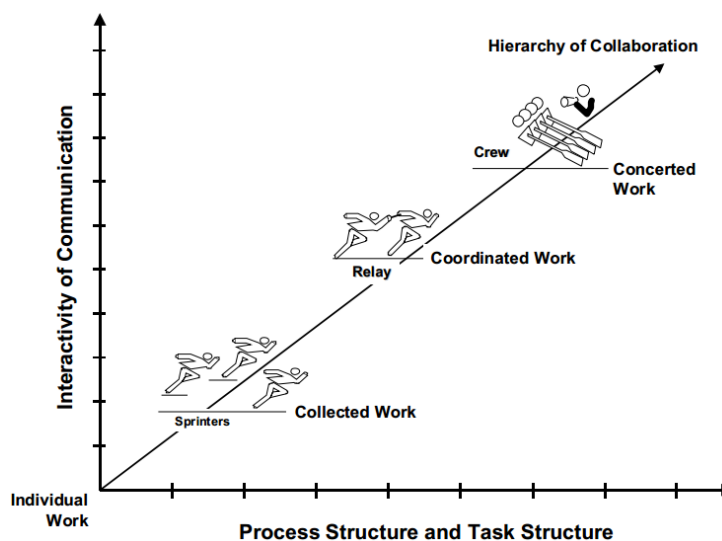 Hierarchy of Collaboration
Interactivity of Communication
Crew
Concerted
Work
Coordinated Work
Relay
Collected Work
Sprinters
Individual
Work
Process Structure and Task Structure